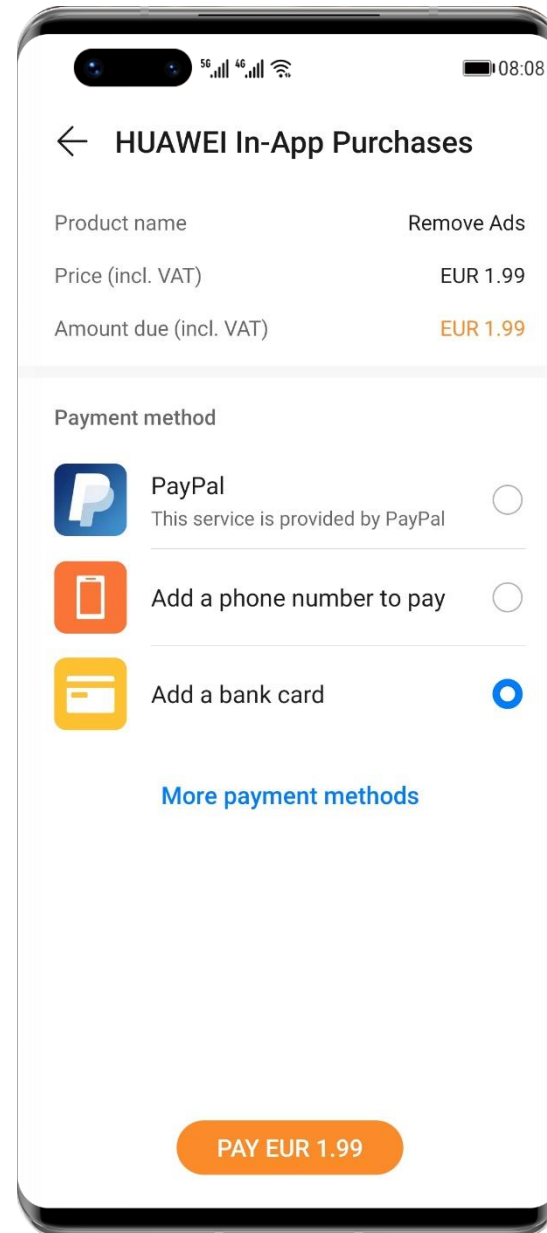 5G 4G 08:08
HUAWEI In-App Purchases
Product name Remove Ads
Price (incl. VAT) EUR 1.99
Amount due (incl. VAT) EUR 1.99
Payment method
PayPal
This service is provided by PayPal
Add a phone number to pay
Add a bank card
More payment methods
PAY EUR 1.99